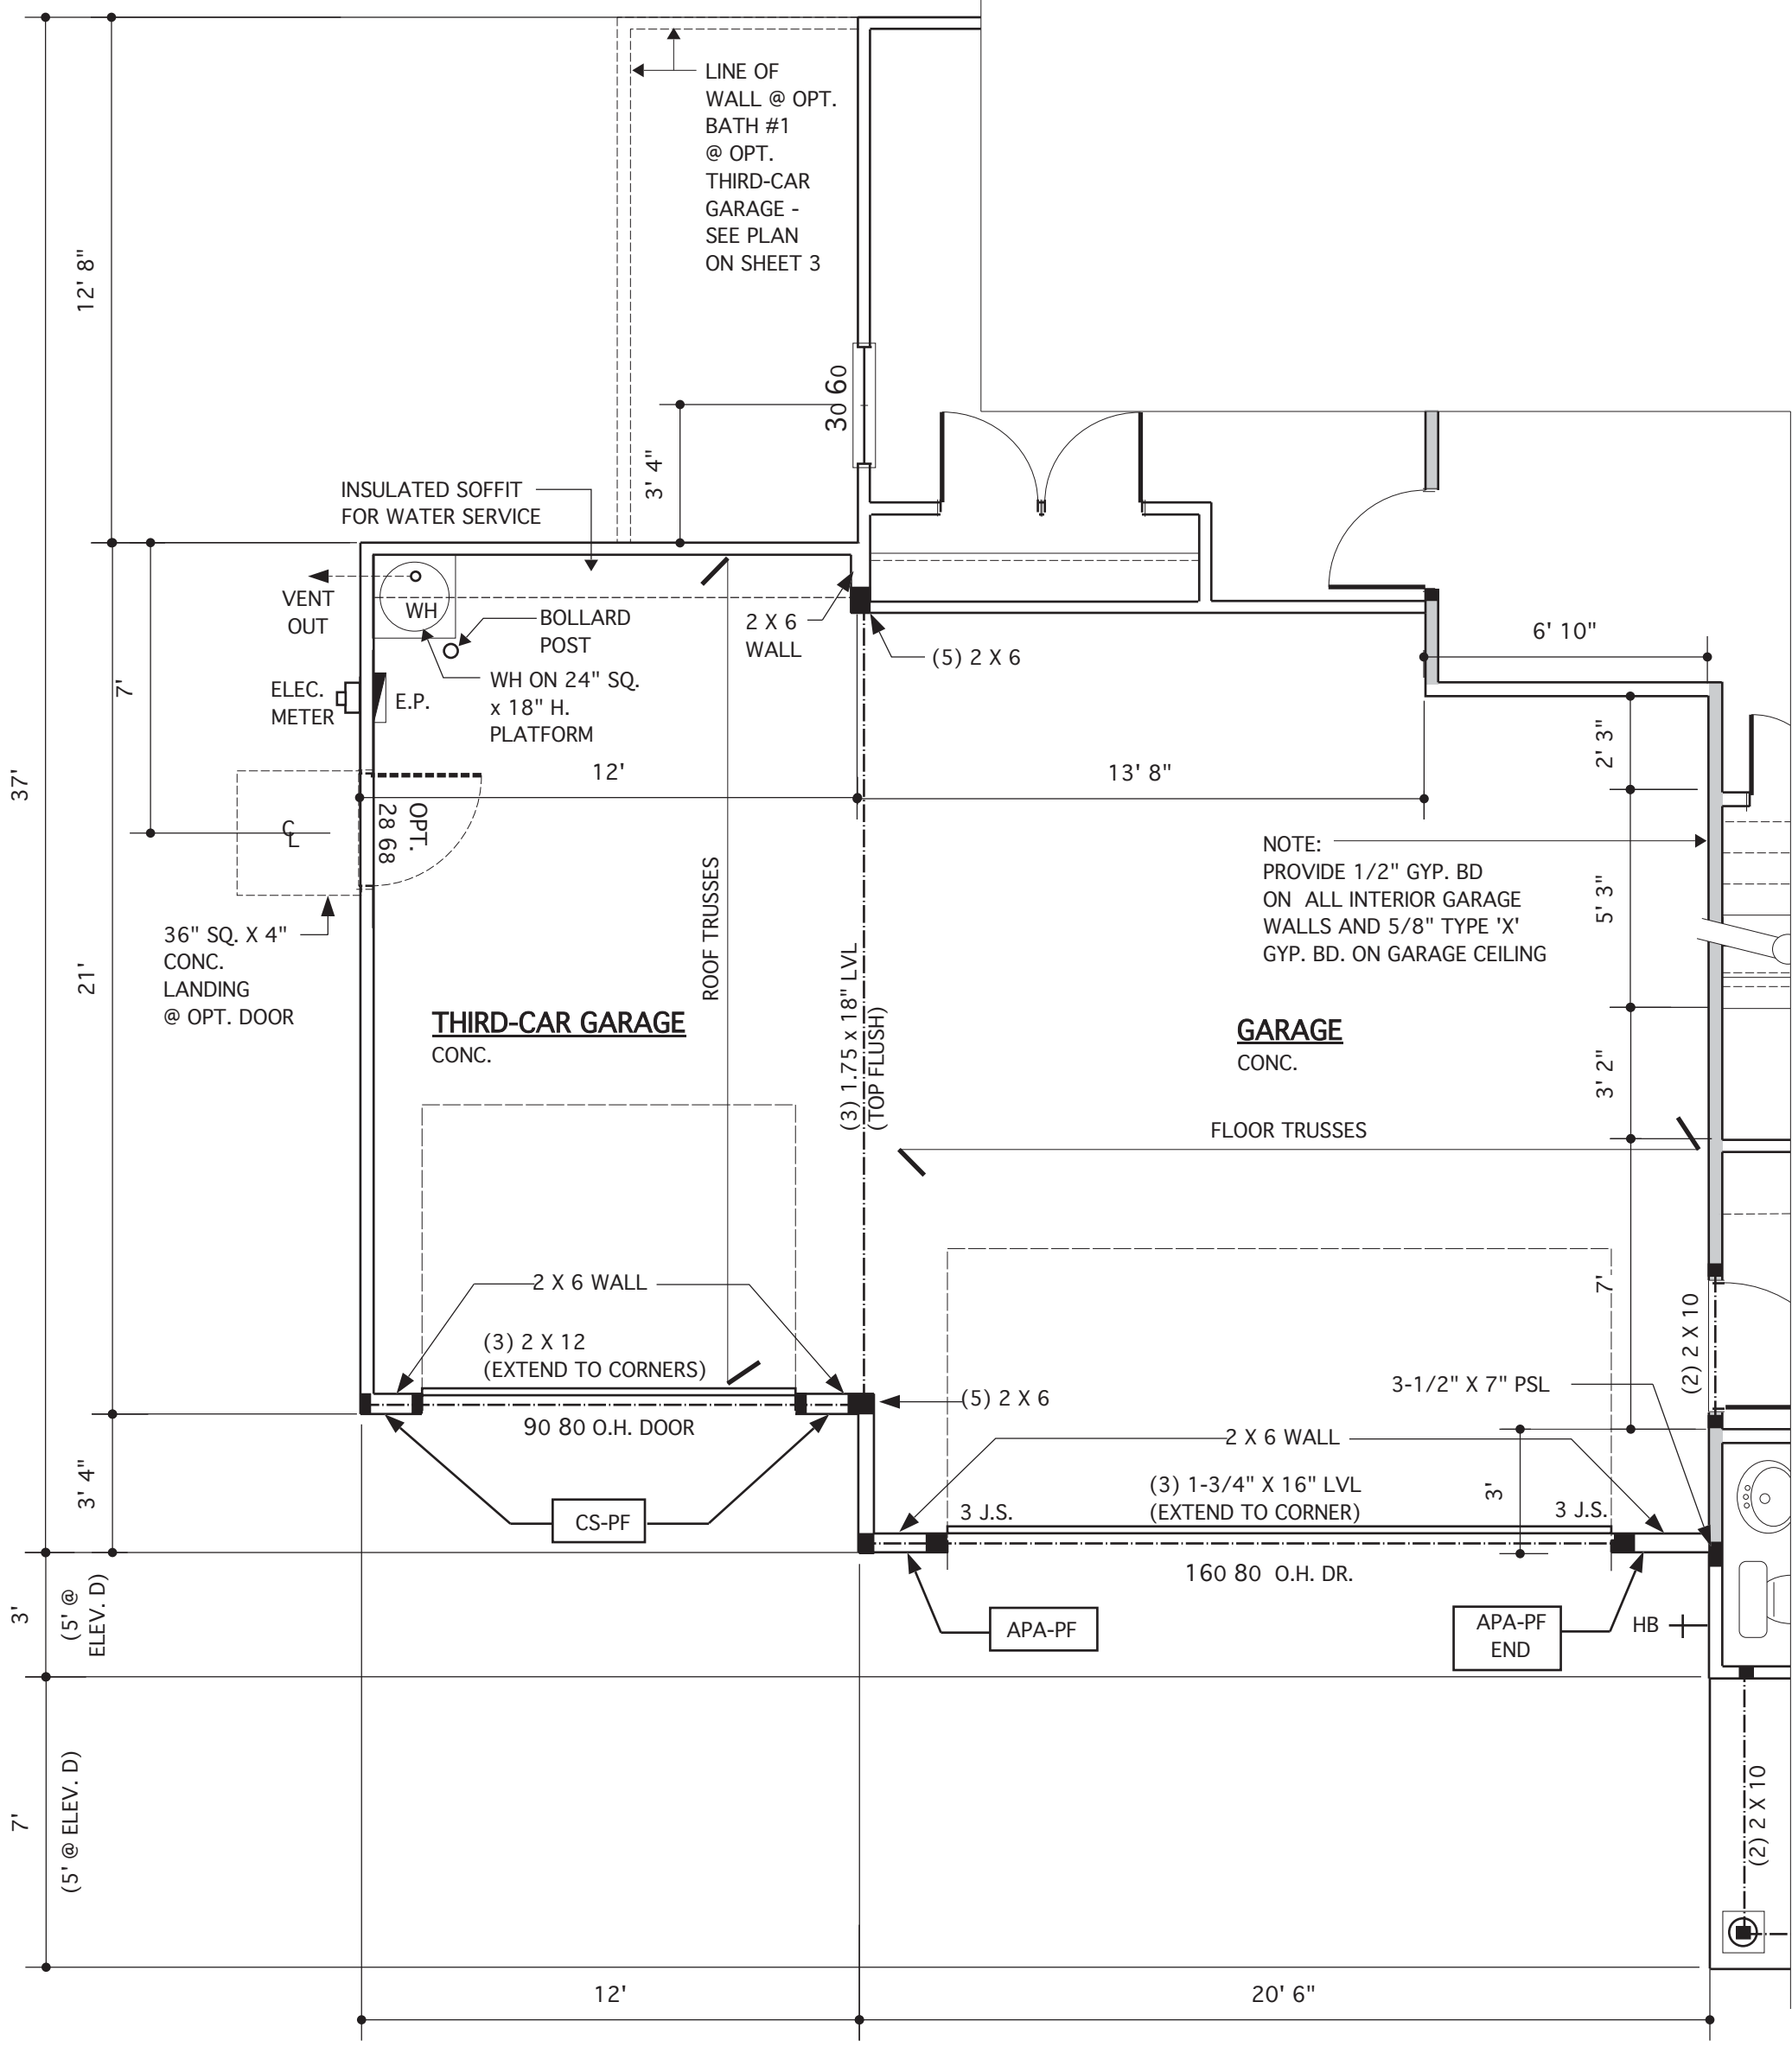 LINE OF
WALL @ OPT.
BATH #1
@ OPT.
THIRD-CAR
GARAGE -
SEE PLAN
ON SHEET 3
12' 8"
30 60
3' 4"
INSULATED SOFFIT
FOR WATER SERVICE
VENT
OUT
WH
BOLLARD
POST
2 X 6
WALL
(5) 2 X 6
6' 10"
WH ON 24" SQ.
x 18" H.
PLATFORM
ELEC.
METER
E.P.
7'
2' 3"
37'
12'
13' 8"
OPT.
28 68
CL
NOTE:
PROVIDE 1/2" GYP. BD
ON ALL INTERIOR GARAGE
WALLS AND 5/8" TYPE 'X'
GYP. BD. ON GARAGE CEILING
5' 3"
ROOF TRUSSES
36" SQ. X 4"
CONC.
LANDING
@ OPT. DOOR
21'
(3) 1.75 x 18" LVL
(TOP FLUSH)
THIRD-CAR GARAGE
CONC.
GARAGE
CONC.
3' 2"
FLOOR TRUSSES
2 X 6 WALL
7'
(3) 2 X 12
(EXTEND TO CORNERS)
(2) 2 X 10
3-1/2" X 7" PSL
(5) 2 X 6
90 80 O.H. DOOR
2 X 6 WALL
3' 4"
(3) 1-3/4" X 16" LVL
(EXTEND TO CORNER)
3'
3 J.S.
3 J.S.
CS-PF
160 80 O.H. DR.
3'
(5' @
ELEV. D)
APA-PF
APA-PF
END
HB
7'
(5' @ ELEV. D)
(2) 2 X 10
12'
20' 6"